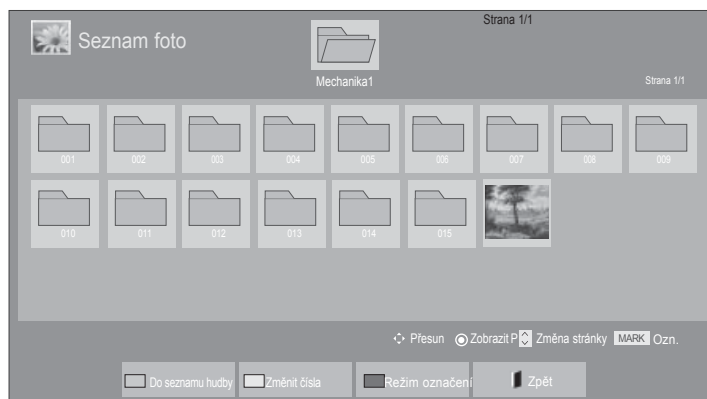 Strana 1/1
Seznam foto
Mechanika1
Strana 1/1
001 002 003 004 005 006 007 008 009
010 011 012 013 014 015
Přesun Zobrazit P Změna stránky MARK Ozn.
Do seznamu hudby Změnit čísla Režim označení Zpět